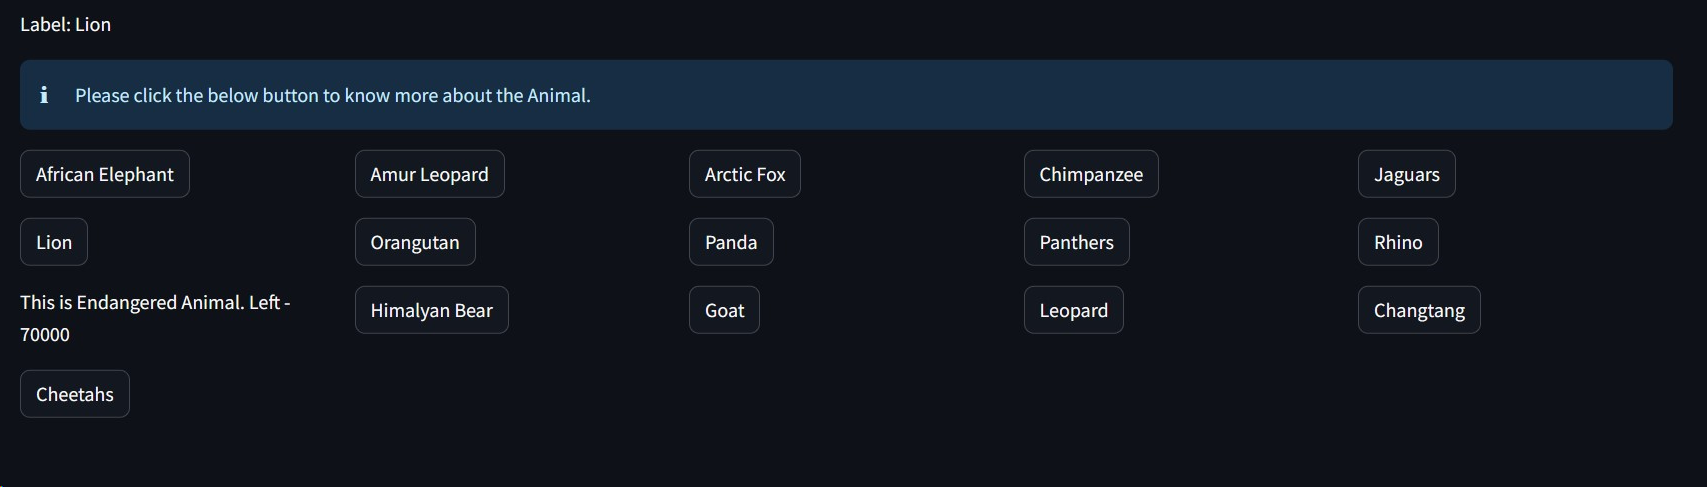 Label: Lion
Please click the below button to know more about the Animal.
African Elephant
Amur Leopard
Arctic Fox
Chimpanzee
Jaguars
Lion
Orangutan
Panda
Panthers
Rhino
This is Endangered Animal. Left -
70000
Himalyan Bear
Goat
Leopard
Changtang
Cheetahs